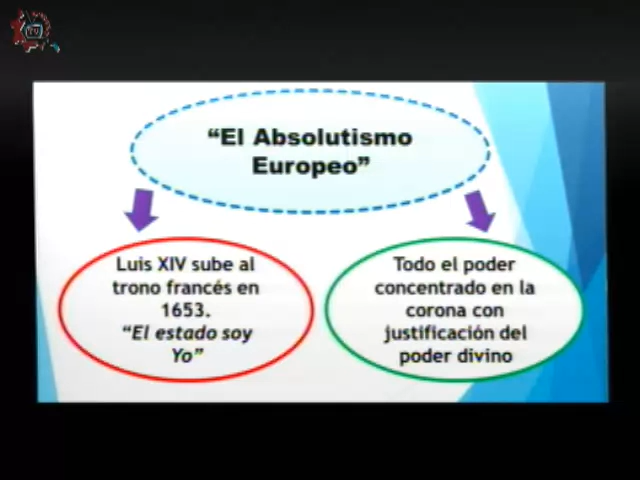 TV
“El Absolutismo
Europeo”
Luis XIV sube al
trono francés en
1653.
“El estado soy
Yo”
Todo el poder
concentrado en la
corona con
justificación del
poder divino